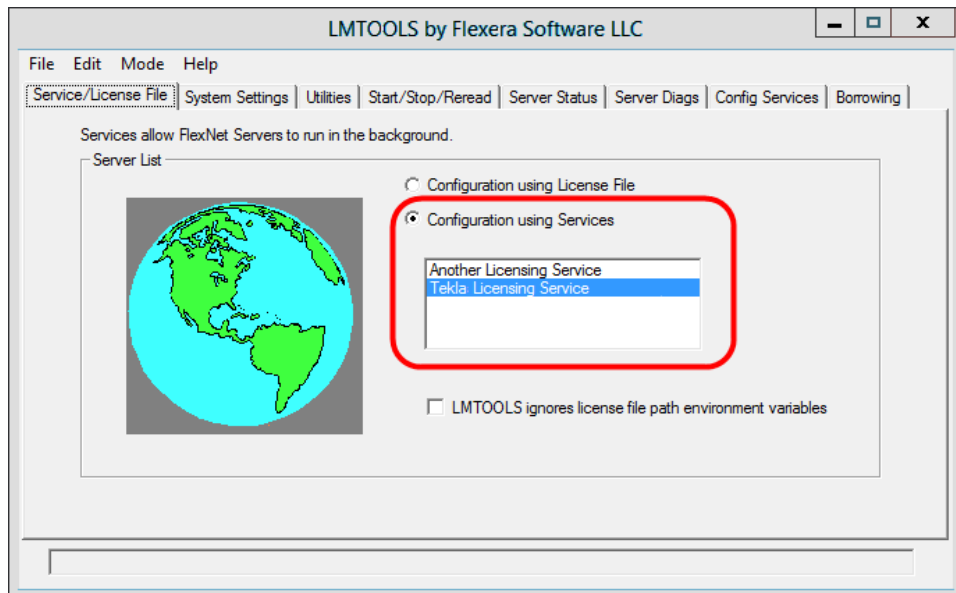 LMTOOLS by Flexera Software LLC
File Edit Mode Help
Service/License File System Settings Utilities Start/Stop/Reread Server Status Server Diags Config Services Borrowing
Services allow FlexNet Servers to run in the background.
Server List
Configuration using License File
Configuration using Services
Another Licensing Service
Tekla Licensing Service
LMTOOLS ignores license file path environment variables